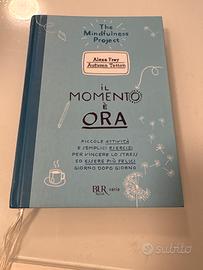 The
Mindfulness
Project
Alexa Frey
Autumn Totton
IL
MOMENTO
È
ORA
PICCOLE ATTIVITÀ
E SEMPLICI ESERCIZI
PER VINCERE LO STRESS
ED ESSERE PIÙ FELICI
GIORNO DOPO GIORNO
BUR varia
subito